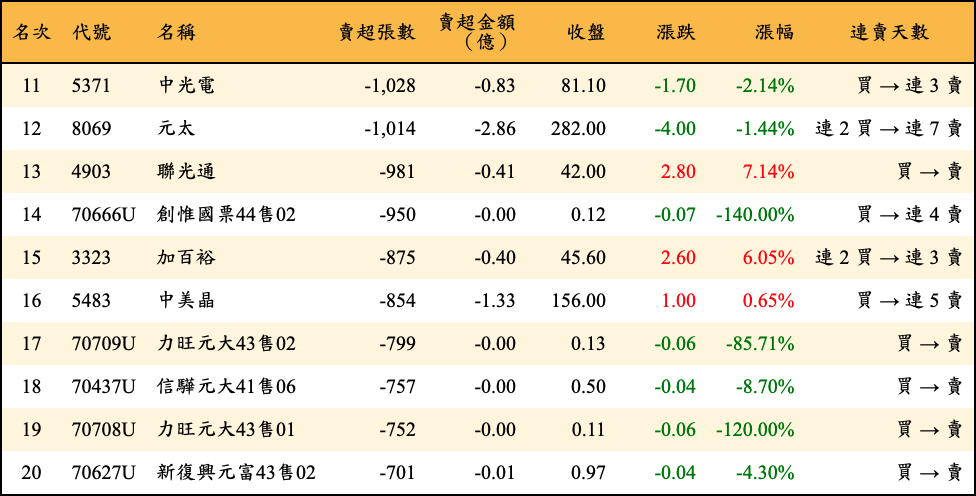 名次 代號 名稱 賣超張數 賣超金額（億） 收盤 漲跌 漲幅 連賣天數
11 5371 中光電 -1,028 -0.83 81.10 -1.70 -2.14% 買 → 連 3 賣
12 8069 元太 -1,014 -2.86 282.00 -4.00 -1.44% 連 2 買 → 連 7 賣
13 4903 聯光通 -981 -0.41 42.00 2.80 7.14% 買 → 賣
14 70666U 創惟國票44售02 -950 -0.00 0.12 -0.07 -140.00% 買 → 連 4 賣
15 3323 加百裕 -875 -0.40 45.60 2.60 6.05% 連 2 買 → 連 3 賣
16 5483 中美晶 -854 -1.33 156.00 1.00 0.65% 買 → 連 5 賣
17 70709U 力旺元大43售02 -799 -0.00 0.13 -0.06 -85.71% 買 → 賣
18 70437U 信驊元大41售06 -757 -0.00 0.50 -0.04 -8.70% 買 → 賣
19 70708U 力旺元大43售01 -752 -0.00 0.11 -0.06 -120.00% 買 → 賣
20 70627U 新復興元富43售02 -701 -0.01 0.97 -0.04 -4.30% 買 → 賣